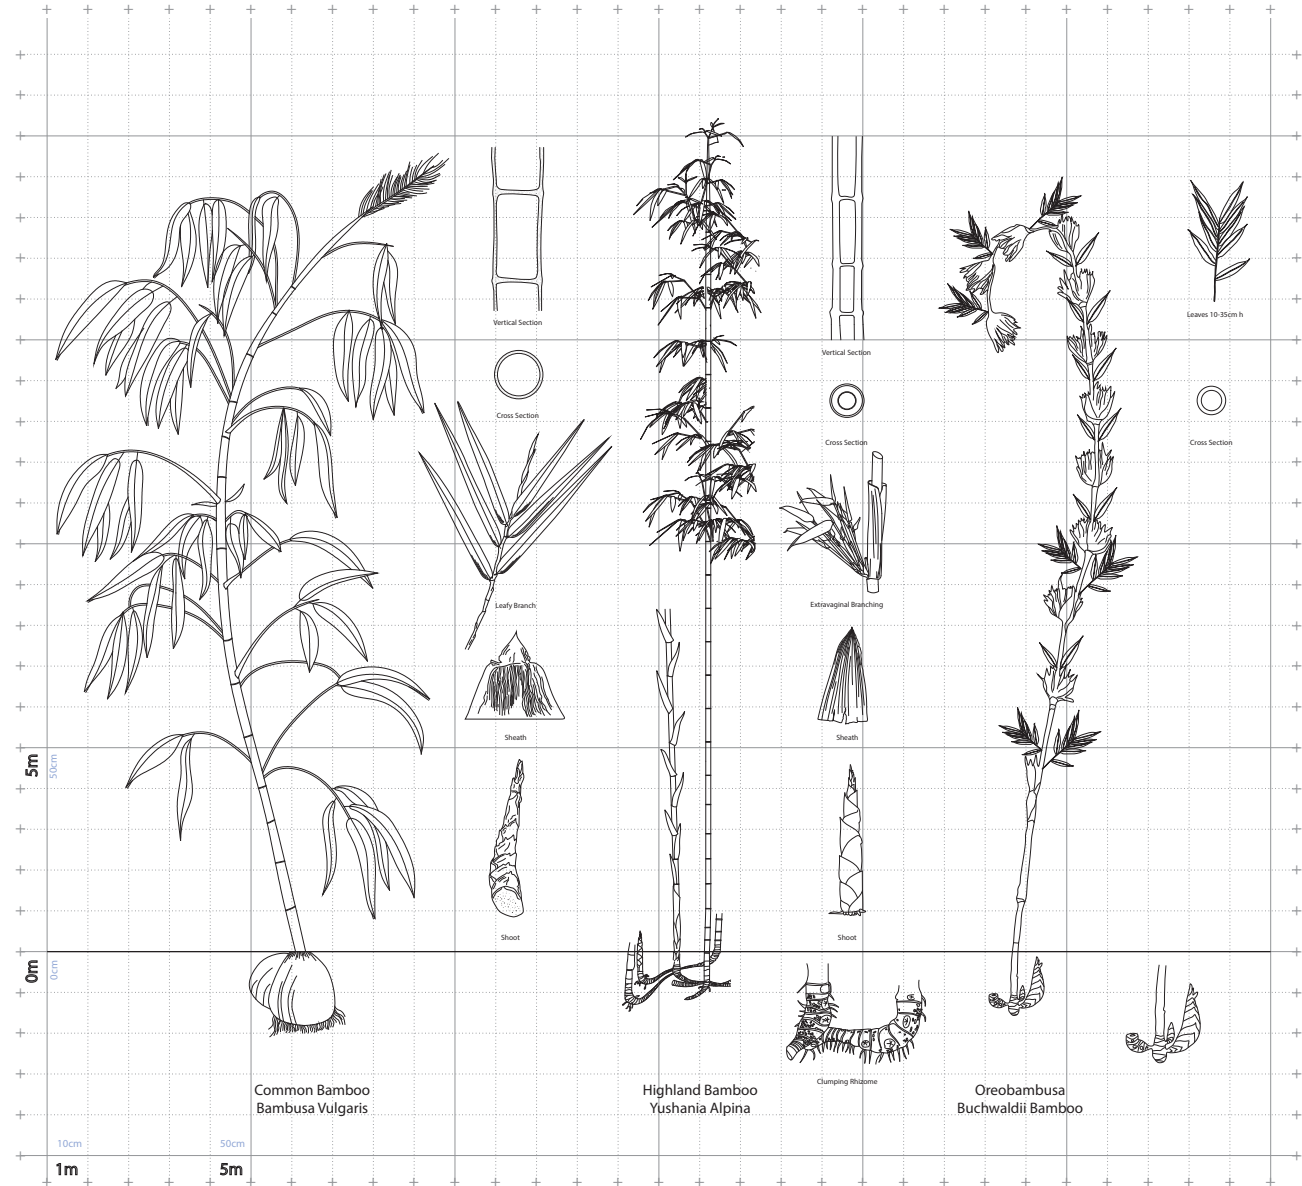 Vertical Section
Cross Section
Leafy Branch
Sheath
Shoot
Vertical Section
Cross Section
Extravaginal Branching
Sheath
Shoot
Clumping Rhizome
Leaves 10-35cm h
Cross Section
5m
50cm
0m
0cm
Common Bamboo
Bambusa Vulgaris
Highland Bamboo
Yushania Alpina
Oreobambusa
Buchwaldii Bamboo
10cm
50cm
1m
5m